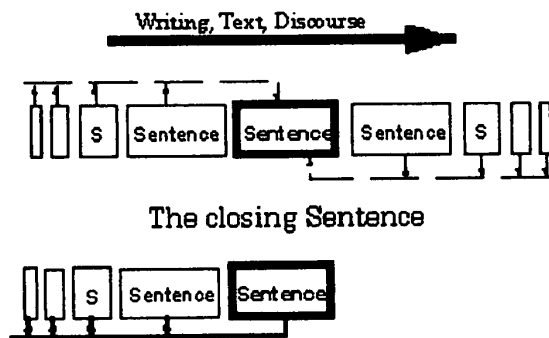 Writing, Text, Discourse
S Sentence Sentence Sentence S
The closing Sentence
S Sentence Sentence